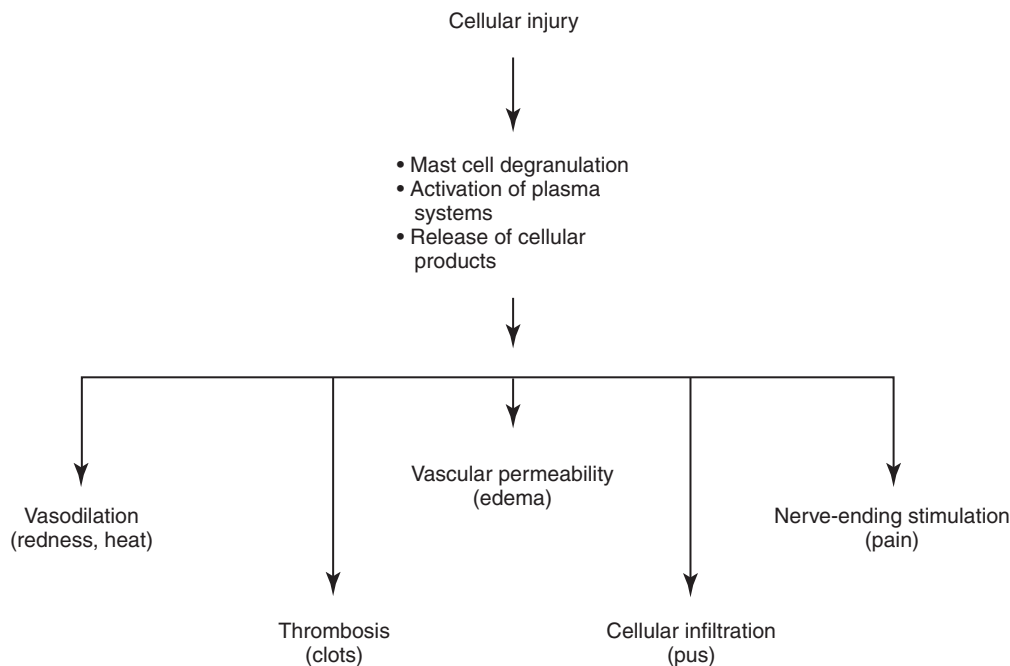 Cellular injury
• Mast cell degranulation
• Activation of plasma
systems
• Release of cellular
products
Vascular permeability
(edema)
Vasodilation
(redness, heat)
Nerve-ending stimulation
(pain)
Thrombosis
(clots)
Cellular infiltration
(pus)